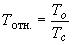 Tотн. = To / Tc